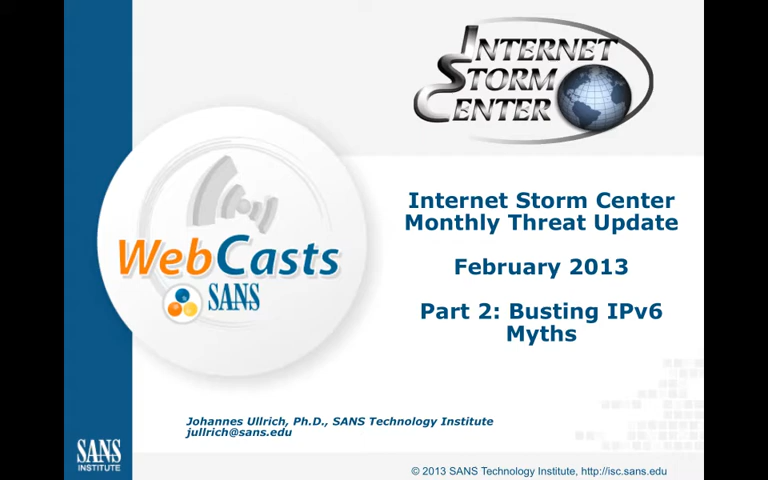 INTERNET
STORM
CENTER
Internet Storm Center
Monthly Threat Update
February 2013
Part 2: Busting IPv6
Myths
WebCasts
SANS
Johannes Ullrich, Ph.D., SANS Technology Institute
jullrich@sans.edu
SANS
INSTITUTE
© 2013 SANS Technology Institute, http://isc.sans.edu